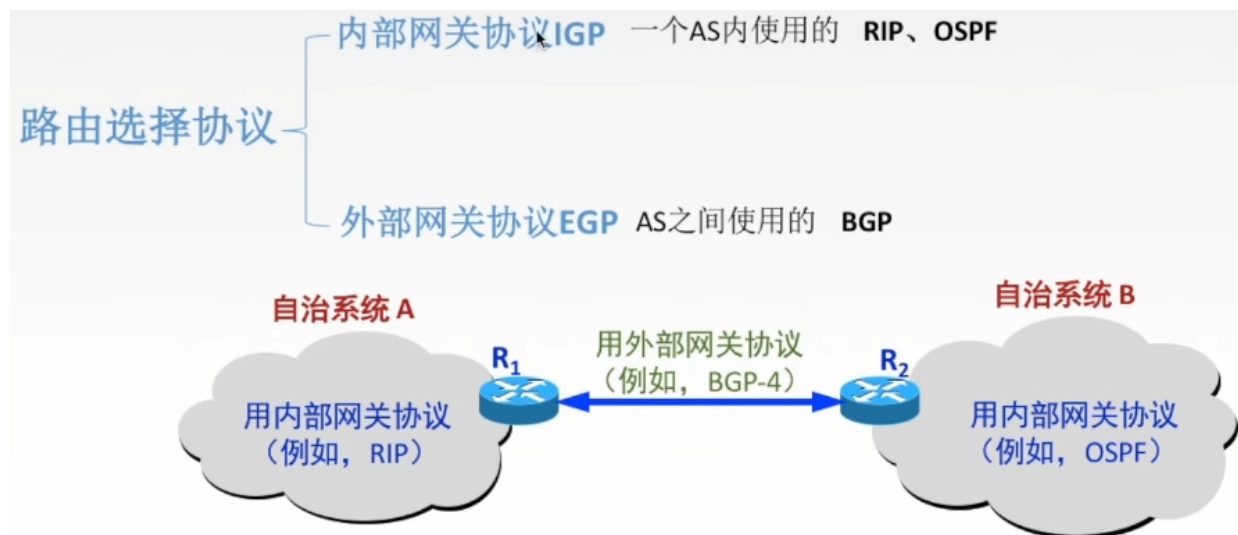 内部网关协议IGP 一个AS内使用的 RIP、OSPF
路由选择协议
外部网关协议EGP AS之间使用的 BGP
自治系统 A
自治系统 B
R1
用外部网关协议
（例如，BGP-4）
R2
用内部网关协议
（例如，RIP）
用内部网关协议
（例如，OSPF）